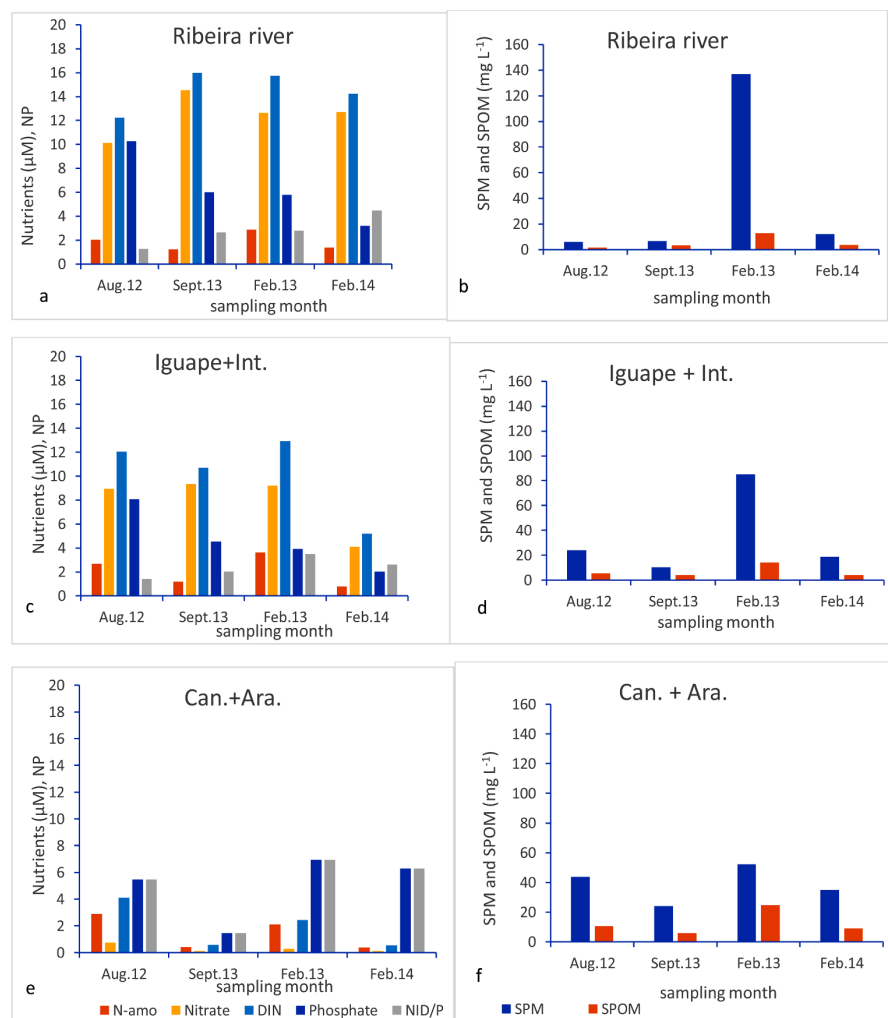 Ribeira river
Nutrients (µM), NP
20
18
16
14
12
10
8
6
4
2
0
Aug.12 Sept.13 Feb.13 Feb.14
sampling month
a
Ribeira river
SPM and SPOM (mg L-1)
160
140
120
100
80
60
40
20
0
Aug.12 Sept.13 Feb.13 Feb.14
sampling month
b
Iguape+Int.
Nutrients (µM), NP
20
18
16
14
12
10
8
6
4
2
0
Aug.12 Sept.13 Feb.13 Feb.14
sampling month
c
Iguape + Int.
SPM and SPOM (mg L-1)
160
140
120
100
80
60
40
20
0
Aug.12 Sept.13 Feb.13 Feb.14
sampling month
d
Can.+Ara.
Nutrients (µM), NP
20
18
16
14
12
10
8
6
4
2
0
Aug.12 Sept.13 Feb.13 Feb.14
sampling month
e
N-amo Nitrate DIN Phosphate NID/P
Can. + Ara.
SPM and SPOM (mg L-1)
160
140
120
100
80
60
40
20
0
Aug.12 Sept.13 Feb.13 Feb.14
sampling month
f
SPM SPOM